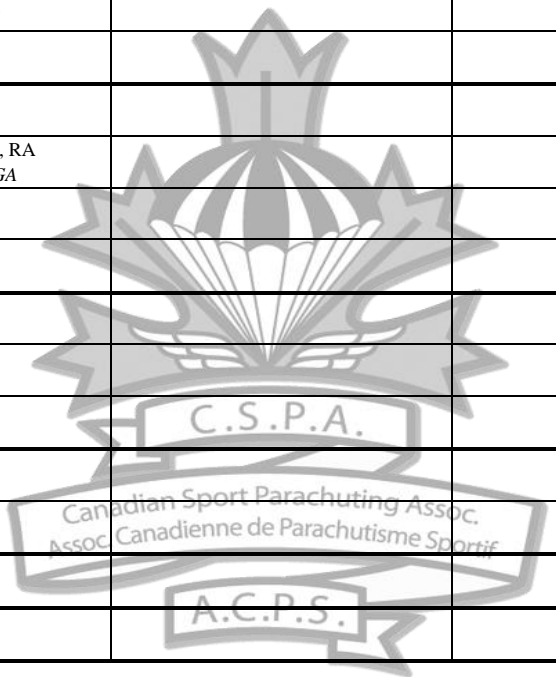 , RA
GA
C.S.P.A.
Canadian Sport Parachuting Assoc.
Assoc. Canadienne de Parachutisme Sportif
A.C.P.S.